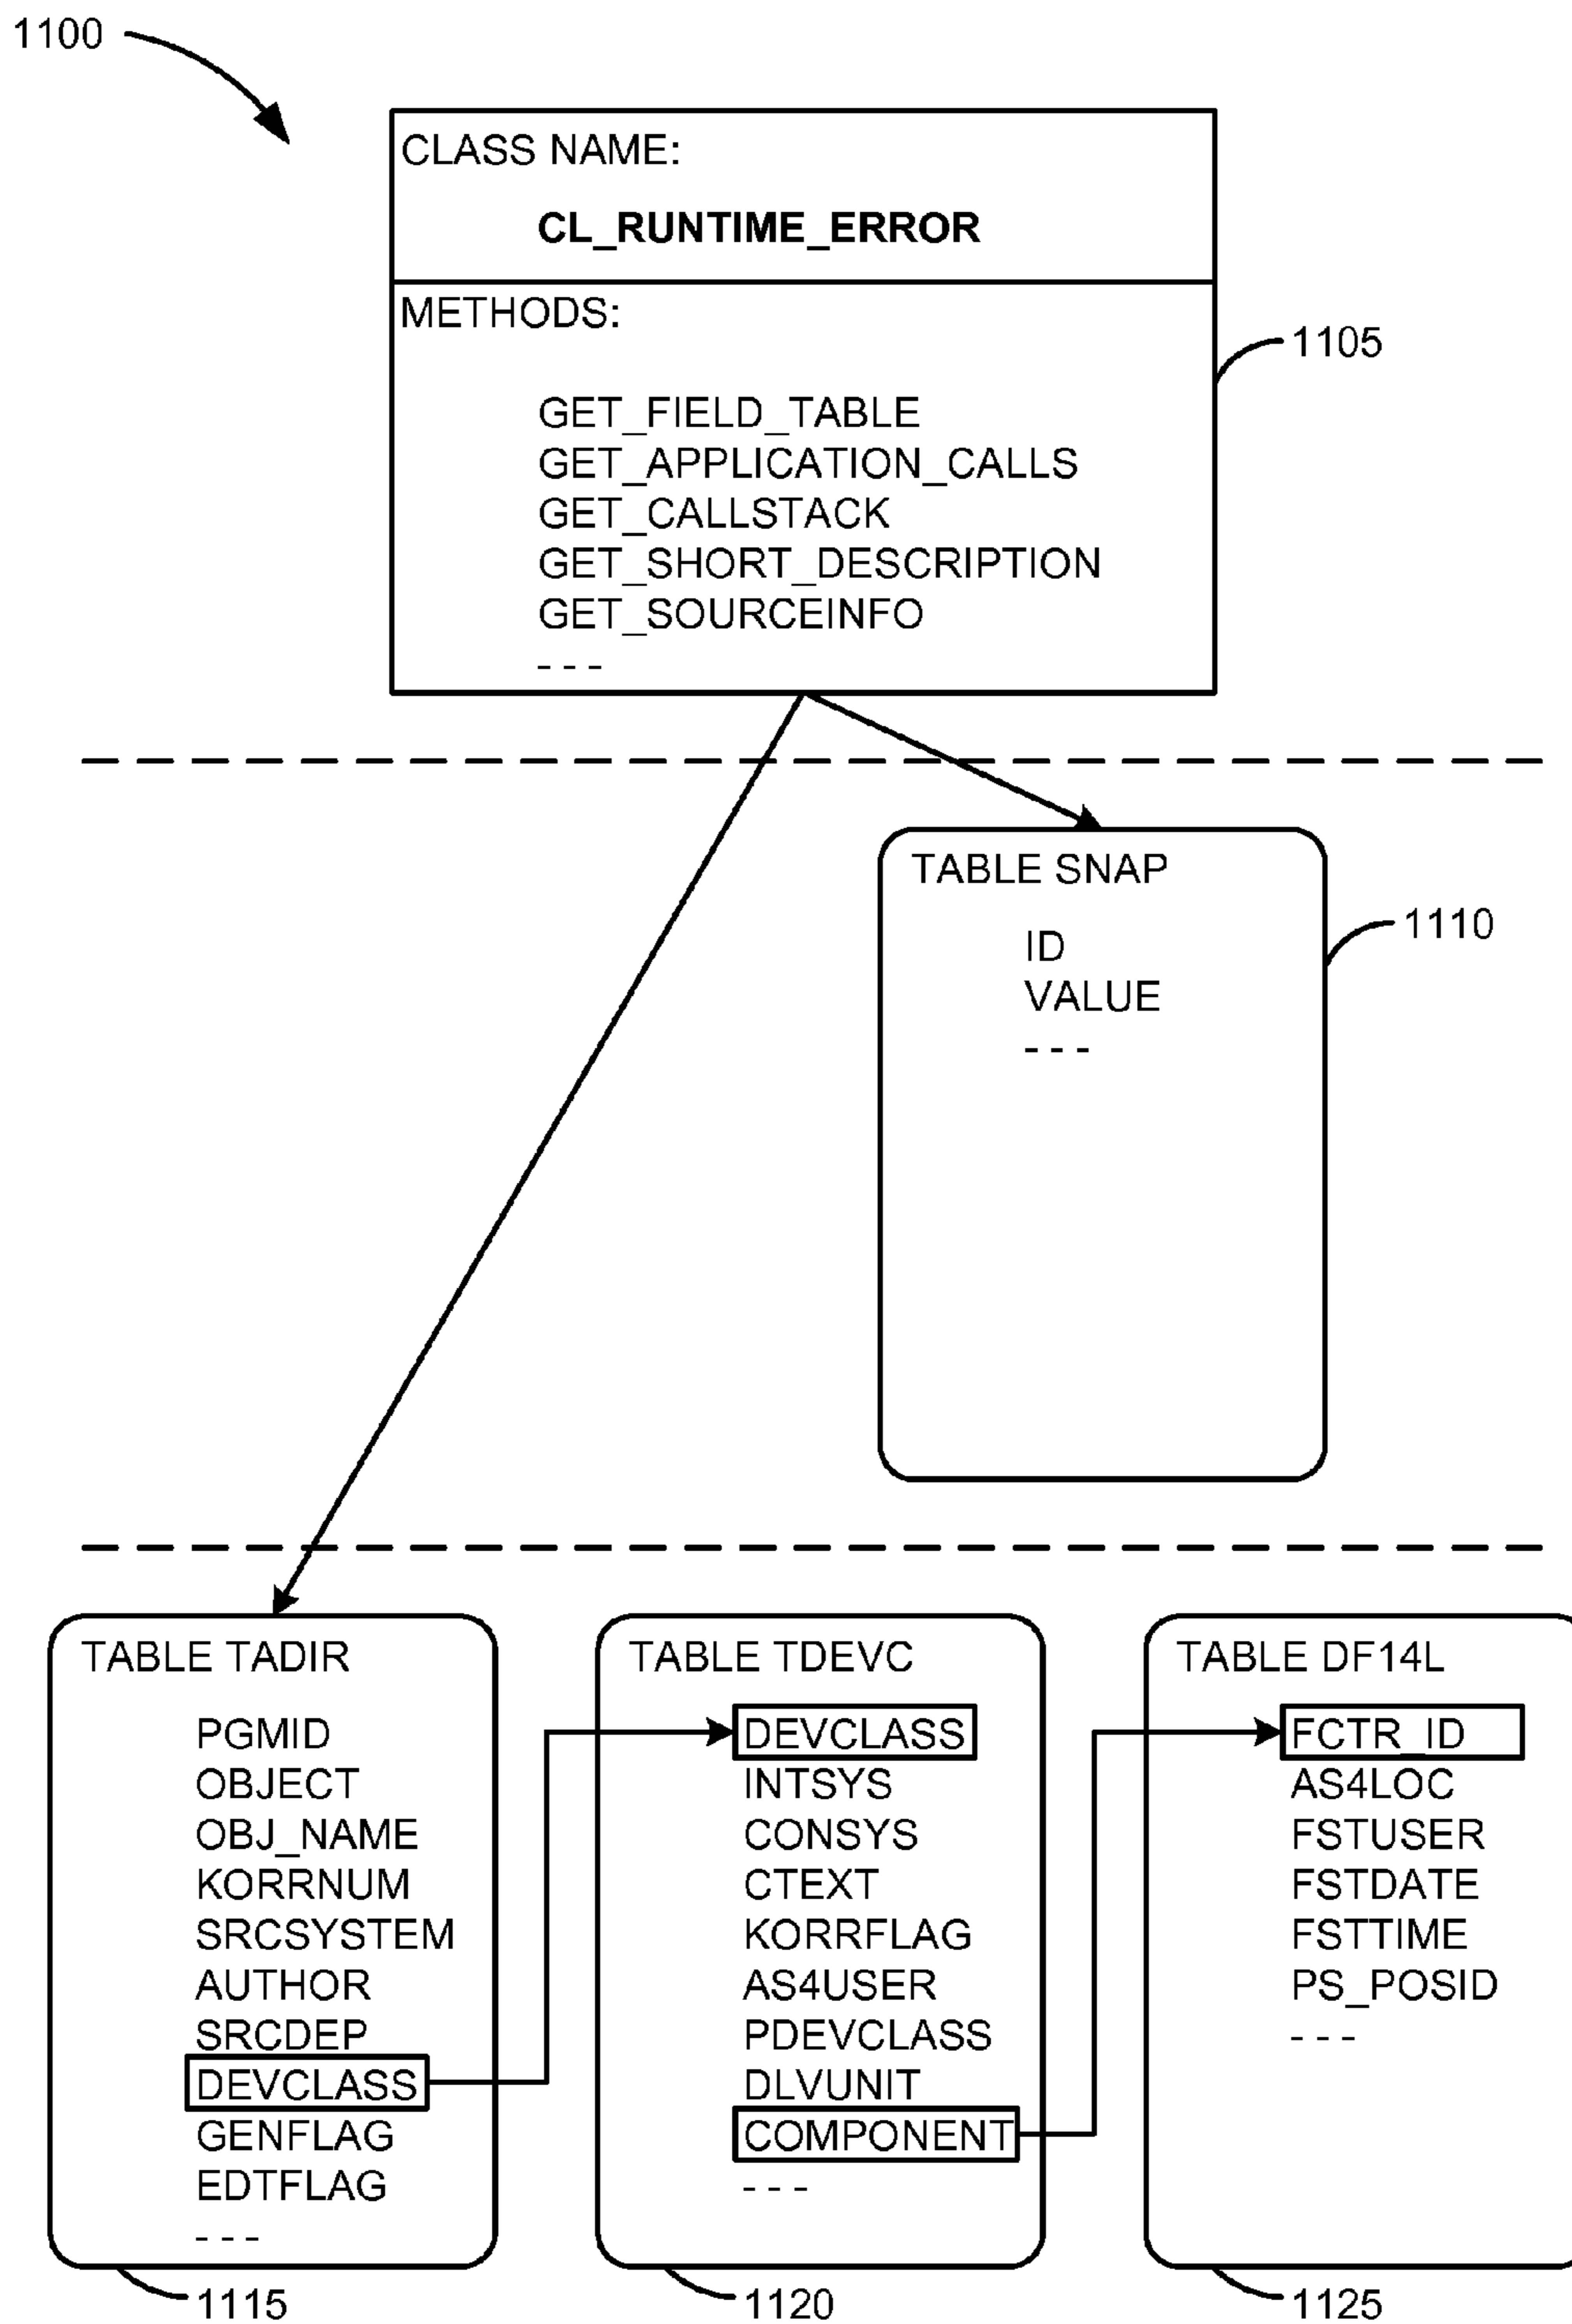 1100
CLASS NAME:
CL_RUNTIME_ERROR
METHODS:
1105
GET_FIELD_TABLE
GET_APPLICATION_CALLS
GET_CALLSTACK
GET_SHORT_DESCRIPTION
GET_SOURCEINFO
- - -
TABLE SNAP
1110
ID
VALUE
- - -
TABLE TADIR
PGMID
OBJECT
OBJ_NAME
KORRNUM
SRCSYSTEM
AUTHOR
SRCDEP
DEVCLASS
GENFLAG
EDTFLAG
- - -
1115
TABLE TDEVC
DEVCLASS
INTSYS
CONSYS
CTEXT
KORRFLAG
AS4USER
PDEVCLASS
DLVUNIT
COMPONENT
- - -
1120
TABLE DF14L
FCTR_ID
AS4LOC
FSTUSER
FSTDATE
FSTTIME
PS_POSID
- - -
1125